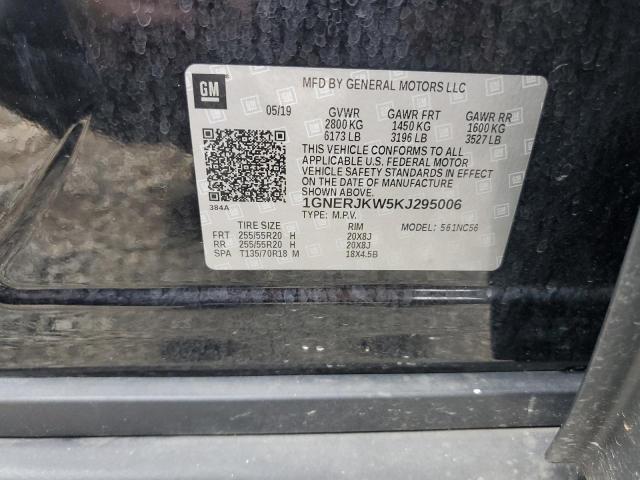 GM
MFD BY GENERAL MOTORS LLC
05/19 GVWR GAWR FRT GAWR RR
2800 KG 1450 KG 1600 KG
6173 LB 3196 LB 3527 LB
THIS VEHICLE CONFORMS TO ALL
APPLICABLE U.S. FEDERAL MOTOR
VEHICLE SAFETY STANDARDS IN EFFECT
ON THE DATE OF MANUFACTURE
SHOWN ABOVE.
384A
1GNERJKW5KJ295006
TYPE: M.P.V.
MODEL: 561NC56
TIRE SIZE RIM
FRT 255/55R20 H 20X8J
RR 255/55R20 H 20X8J
SPA T135/70R18 M 18X4.5B